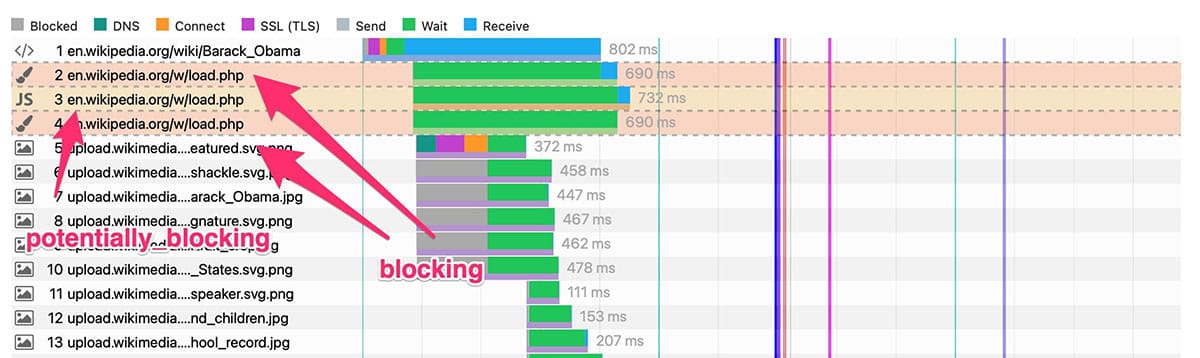 Blocked DNS Connect SSL (TLS) Send Wait Receive
</> 1 en.wikipedia.org/wiki/Barack_Obama 802 ms
2 en.wikipedia.org/w/load.php 690 ms
JS 3 en.wikipedia.org/w/load.php 732 ms
4 en.wikipedia.org/w/load.php 690 ms
5 upload.wikimedia....eatured.svg.png 372 ms
6 upload.wikimedia....shackle.svg.png 458 ms
7 upload.wikimedia....arack_Obama.jpg 447 ms
8 upload.wikimedia....gnature.svg.png 467 ms
potentially_blocking 462 ms
blocking
10 upload.wikimedia...._States.svg.png 478 ms
11 upload.wikimedia....speaker.svg.png 111 ms
12 upload.wikimedia....nd_children.jpg 153 ms
13 upload.wikimedia....hool_record.jpg 207 ms